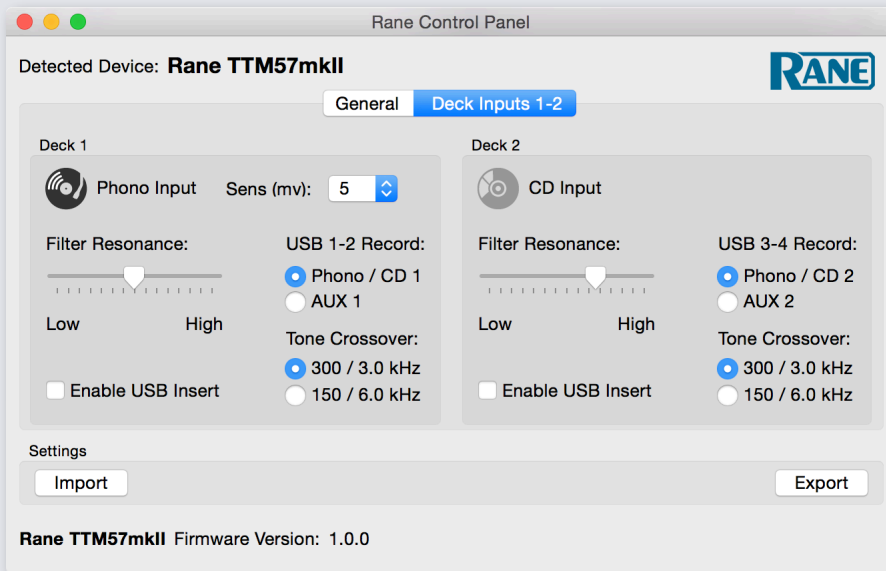 Rane Control Panel
Detected Device: Rane TTM57mkII
RANE
General
Deck Inputs 1-2
Deck 1
Phono Input
Sens (mv):
5
Filter Resonance:
Low
High
Enable USB Insert
USB 1-2 Record:
Phono / CD 1
AUX 1
Tone Crossover:
300 / 3.0 kHz
150 / 6.0 kHz
Deck 2
CD Input
Filter Resonance:
Low
High
Enable USB Insert
USB 3-4 Record:
Phono / CD 2
AUX 2
Tone Crossover:
300 / 3.0 kHz
150 / 6.0 kHz
Settings
Import
Export
Rane TTM57mkII Firmware Version: 1.0.0